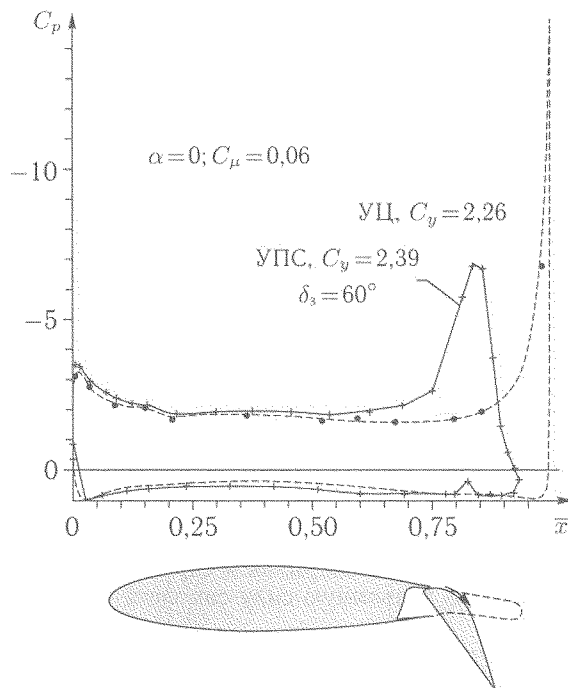 C_p
α=0; C_μ=0,06
−10
УЦ, C_y=2,26
УПС, C_y=2,39
δ_з=60°
−5
0
0 0,25 0,50 0,75 x̄